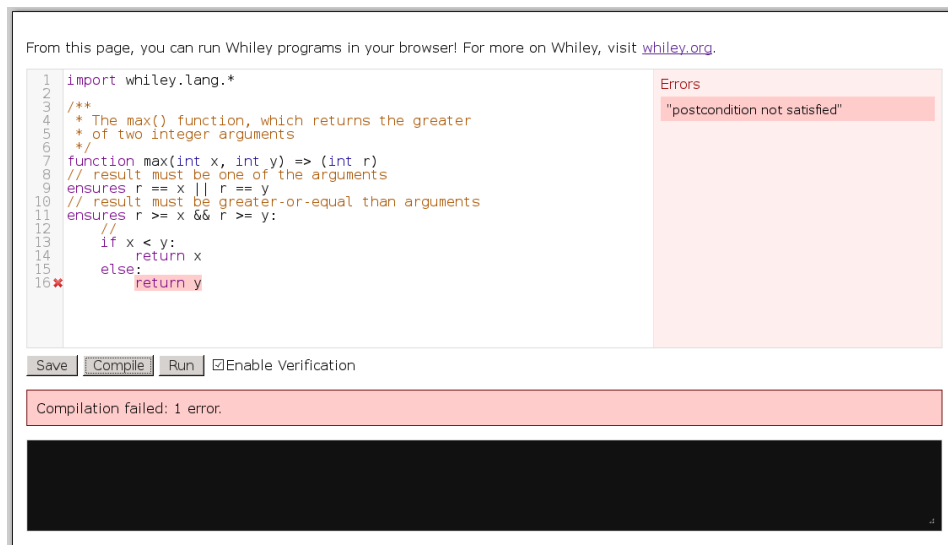 From this page, you can run Whiley programs in your browser! For more on Whiley, visit whiley.org.
1 import whiley.lang.*
2
3 /**
4  * The max() function, which returns the greater
5  * of two integer arguments
6  */
7 function max(int x, int y) => (int r)
8 // result must be one of the arguments
9 ensures r == x || r == y
10 // result must be greater-or-equal than arguments
11 ensures r >= x && r >= y:
12     //
13     if x < y:
14         return x
15     else:
16         return y
Errors
"postcondition not satisfied"
Save Compile Run Enable Verification
Compilation failed: 1 error.